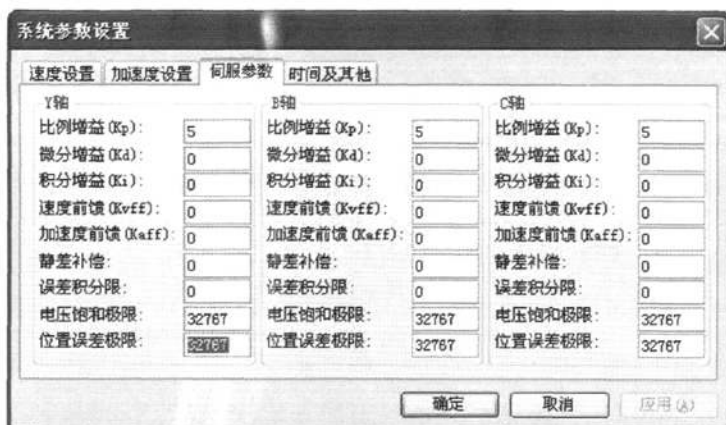 系统参数设置
速度设置 加速度设置 伺服参数 时间及其他
Y轴 B轴 C轴
比例增益(Kp): 5 比例增益(Kp): 5 比例增益(Kp): 5
微分增益(Kd): 0 微分增益(Kd): 0 微分增益(Kd): 0
积分增益(Ki): 0 积分增益(Ki): 0 积分增益(Ki): 0
速度前馈(Kvff): 0 速度前馈(Kvff): 0 速度前馈(Kvff): 0
加速度前馈(Kaff): 0 加速度前馈(Kaff): 0 加速度前馈(Kaff): 0
静差补偿: 0 静差补偿: 0 静差补偿: 0
误差积分限: 0 误差积分限: 0 误差积分限: 0
电压饱和极限: 32767 电压饱和极限: 32767 电压饱和极限: 32767
位置误差极限: 32767 位置误差极限: 32767 位置误差极限: 32767
确定 取消 应用(A)